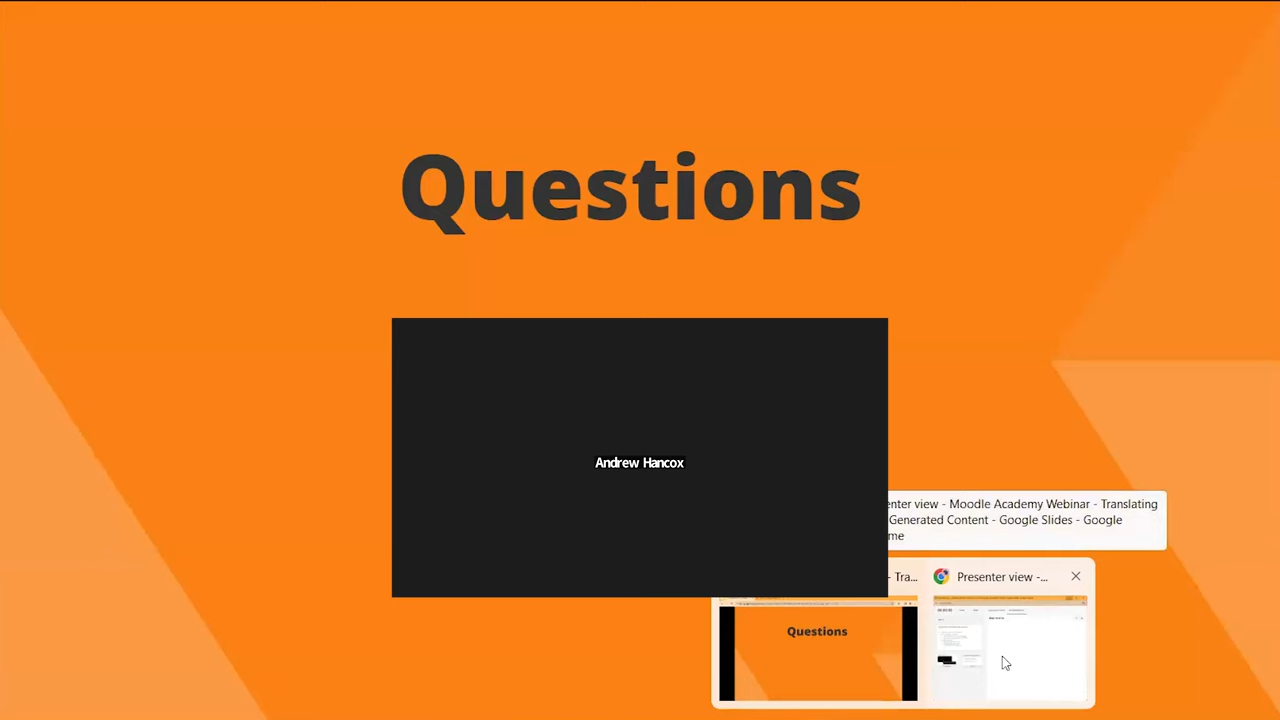 Questions
Andrew Hancox
enter view - Moodle Academy Webinar - Translating
Generated Content - Google Slides - Google
me
- Tra...
Presenter view -...
Questions